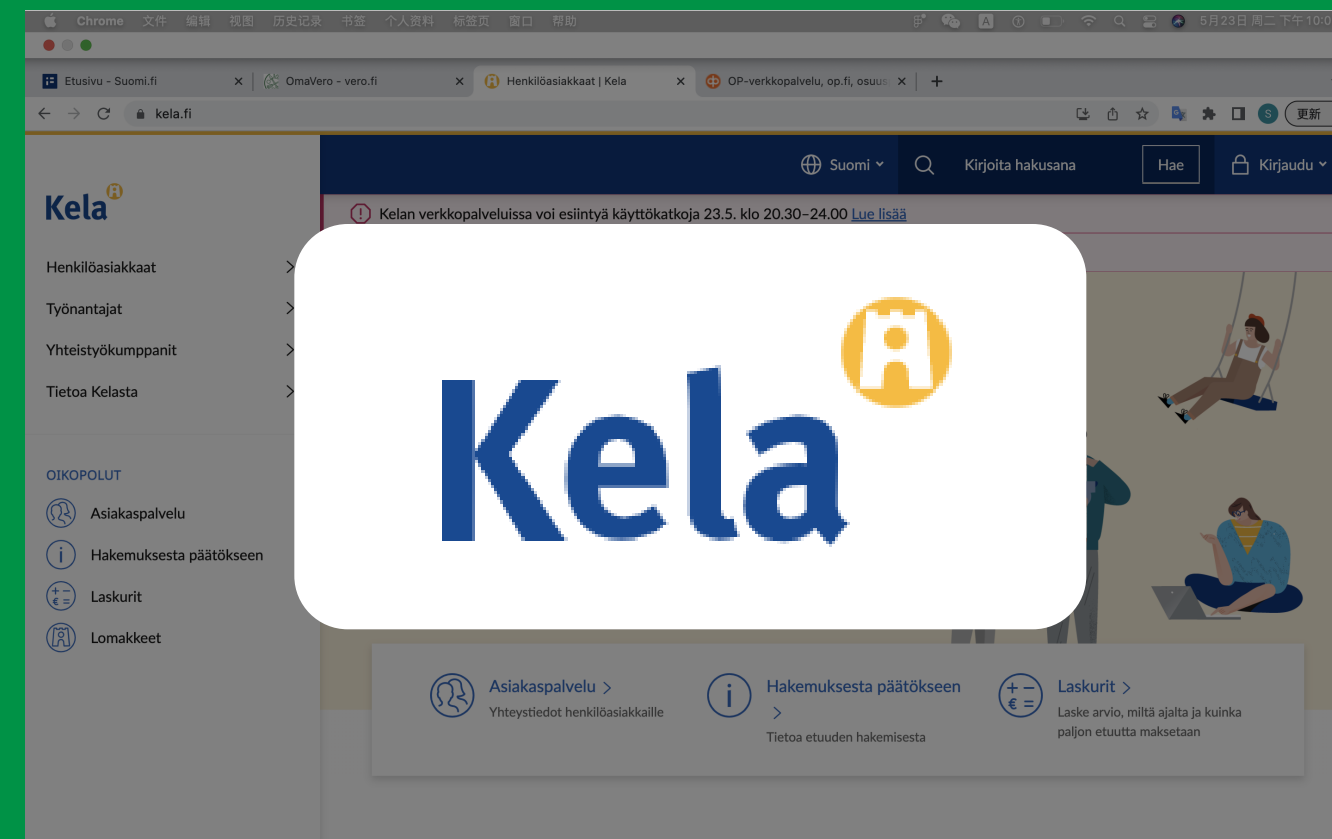 Chrome 文件 编辑 视图 历史记录 书签 个人资料 标签页 窗口 帮助
A
5月23日 周二 下午10:0
Etusivu - Suomi.fi
OmaVero - vero.fi
Henkilöasiakkaat | Kela
OP-verkkopalvelu, op.fi, osuus
kela.fi
S
更新
Suomi
Kirjoita hakusana
Hae
Kirjaudu
Kela
Kelan verkkopalveluissa voi esiintyä käyttökatkoja 23.5. klo 20.30–24.00 Lue lisää
Henkilöasiakkaat
Työnantajat
Yhteistyökumppanit
Tietoa Kelasta
Kela
OIKOPOLUT
Asiakaspalvelu
Hakemuksesta päätökseen
Laskurit
Lomakkeet
Asiakaspalvelu >
Yhteystiedot henkilöasiakkaille
Hakemuksesta päätökseen
>
Tietoa etuuden hakemisesta
Laskurit >
Laske arvio, miltä ajalta ja kuinka
paljon etuutta maksetaan